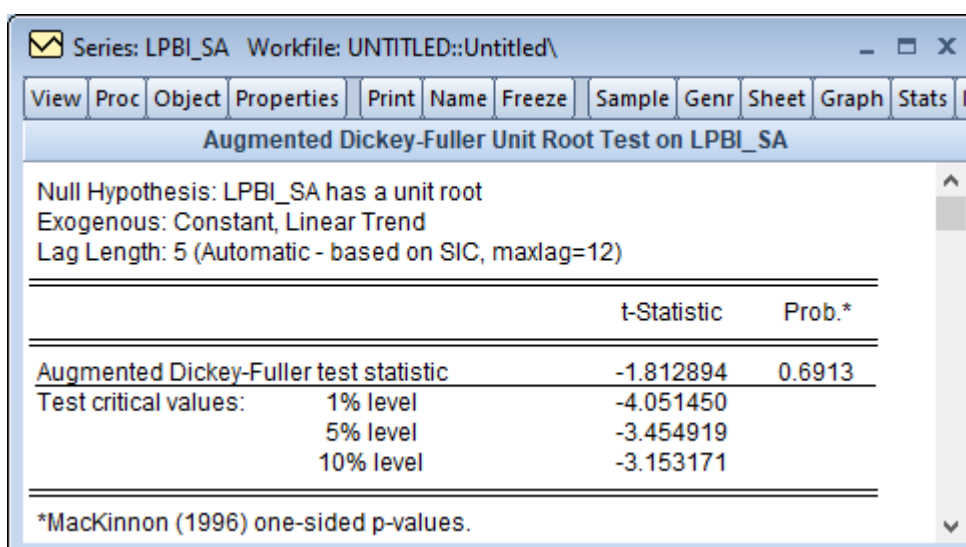 Series: LPBI_SA Workfile: UNTITLED::Untitled\
View Proc Object Properties Print Name Freeze Sample Genr Sheet Graph Stats
Augmented Dickey-Fuller Unit Root Test on LPBI_SA
Null Hypothesis: LPBI_SA has a unit root
Exogenous: Constant, Linear Trend
Lag Length: 5 (Automatic - based on SIC, maxlag=12)
t-Statistic Prob.*
Augmented Dickey-Fuller test statistic -1.812894 0.6913
Test critical values: 1% level -4.051450
5% level -3.454919
10% level -3.153171
*MacKinnon (1996) one-sided p-values.